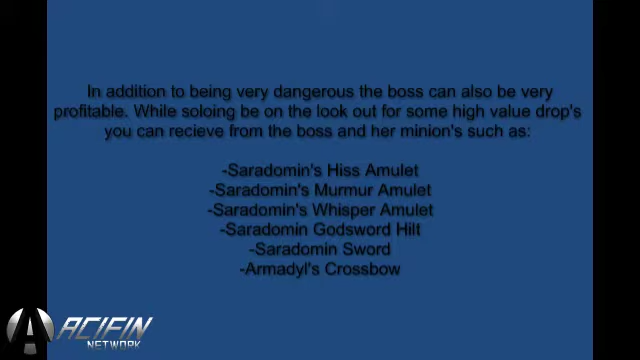 In addition to being very dangerous the boss can also be very
profitable. While soloing be on the look out for some high value drop's
you can recieve from the boss and her minion's such as:
-Saradomin's Hiss Amulet
-Saradomin's Murmur Amulet
-Saradomin's Whisper Amulet
-Saradomin Godsword Hilt
-Saradomin Sword
-Armadyl's Crossbow
ACIFIN
NETWORK